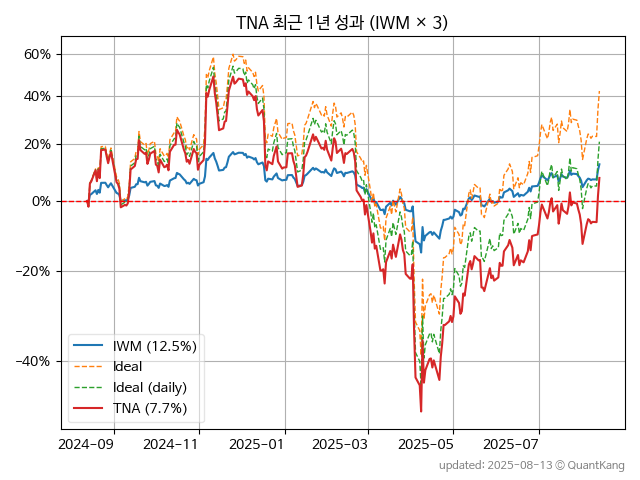 TNA 최근 1년 성과 (IWM × 3)
60%
40%
20%
0%
−20%
−40%
IWM (12.5%)
Ideal
Ideal (daily)
TNA (7.7%)
2024-09
2024-11
2025-01
2025-03
2025-05
2025-07
updated: 2025-08-13 ⓒ QuantKang